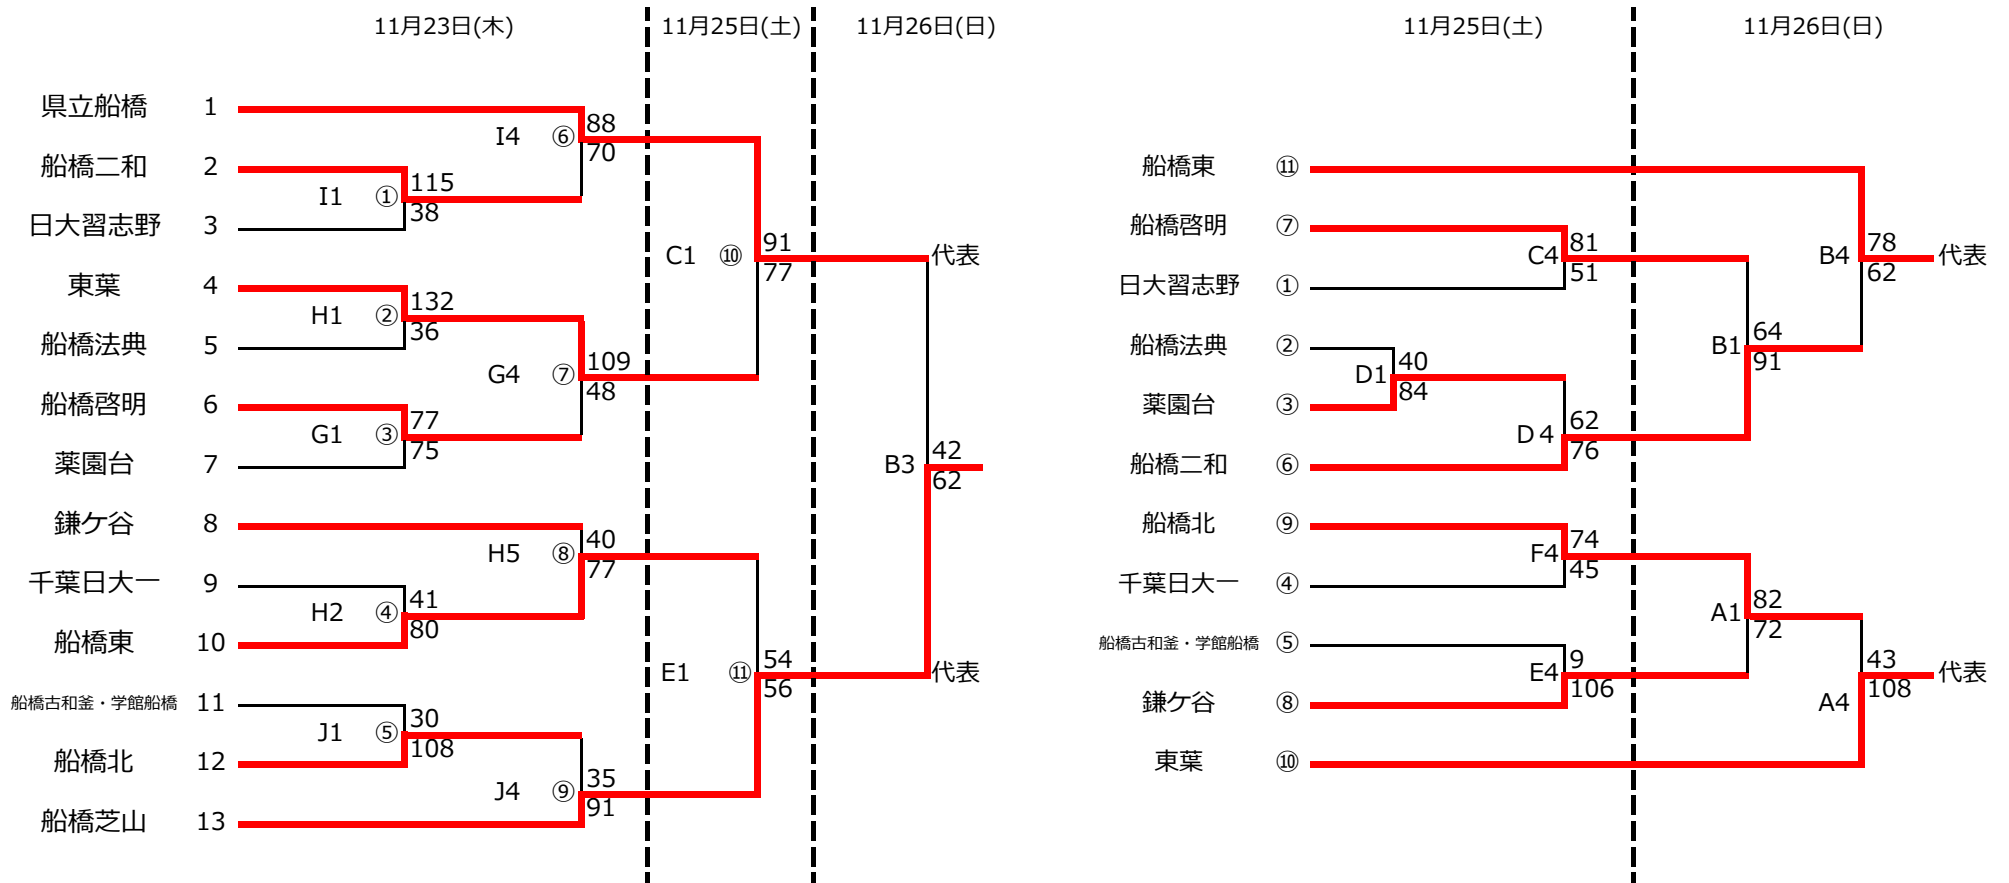 11月23日(木) 11月25日(土) 11月26日(日)
県立船橋 1
船橋二和 2
日大習志野 3
東葉 4
船橋法典 5
船橋啓明 6
薬園台 7
鎌ケ谷 8
千葉日大一 9
船橋東 10
船橋古和釜・学館船橋 11
船橋北 12
船橋芝山 13
I1 ① 115 38
H1 ② 132 36
G1 ③ 77 75
H2 ④ 41 80
J1 ⑤ 30 108
I4 ⑥ 88 70
G4 ⑦ 109 48
H5 ⑧ 40 77
J4 ⑨ 35 91
C1 ⑩ 91 77
E1 ⑪ 54 56
代表
B3 42 62
代表
11月25日(土) 11月26日(日)
船橋東 ⑪
船橋啓明 ⑦
日大習志野 ①
船橋法典 ②
薬園台 ③
船橋二和 ⑥
船橋北 ⑨
千葉日大一 ④
船橋古和釜・学館船橋 ⑤
鎌ケ谷 ⑧
東葉 ⑩
D1 40 84
C4 81 51
D４ 62 76
F4 74 45
E4 9 106
B1 64 91
A1 82 72
B4 78 62 代表
A4 43 108 代表